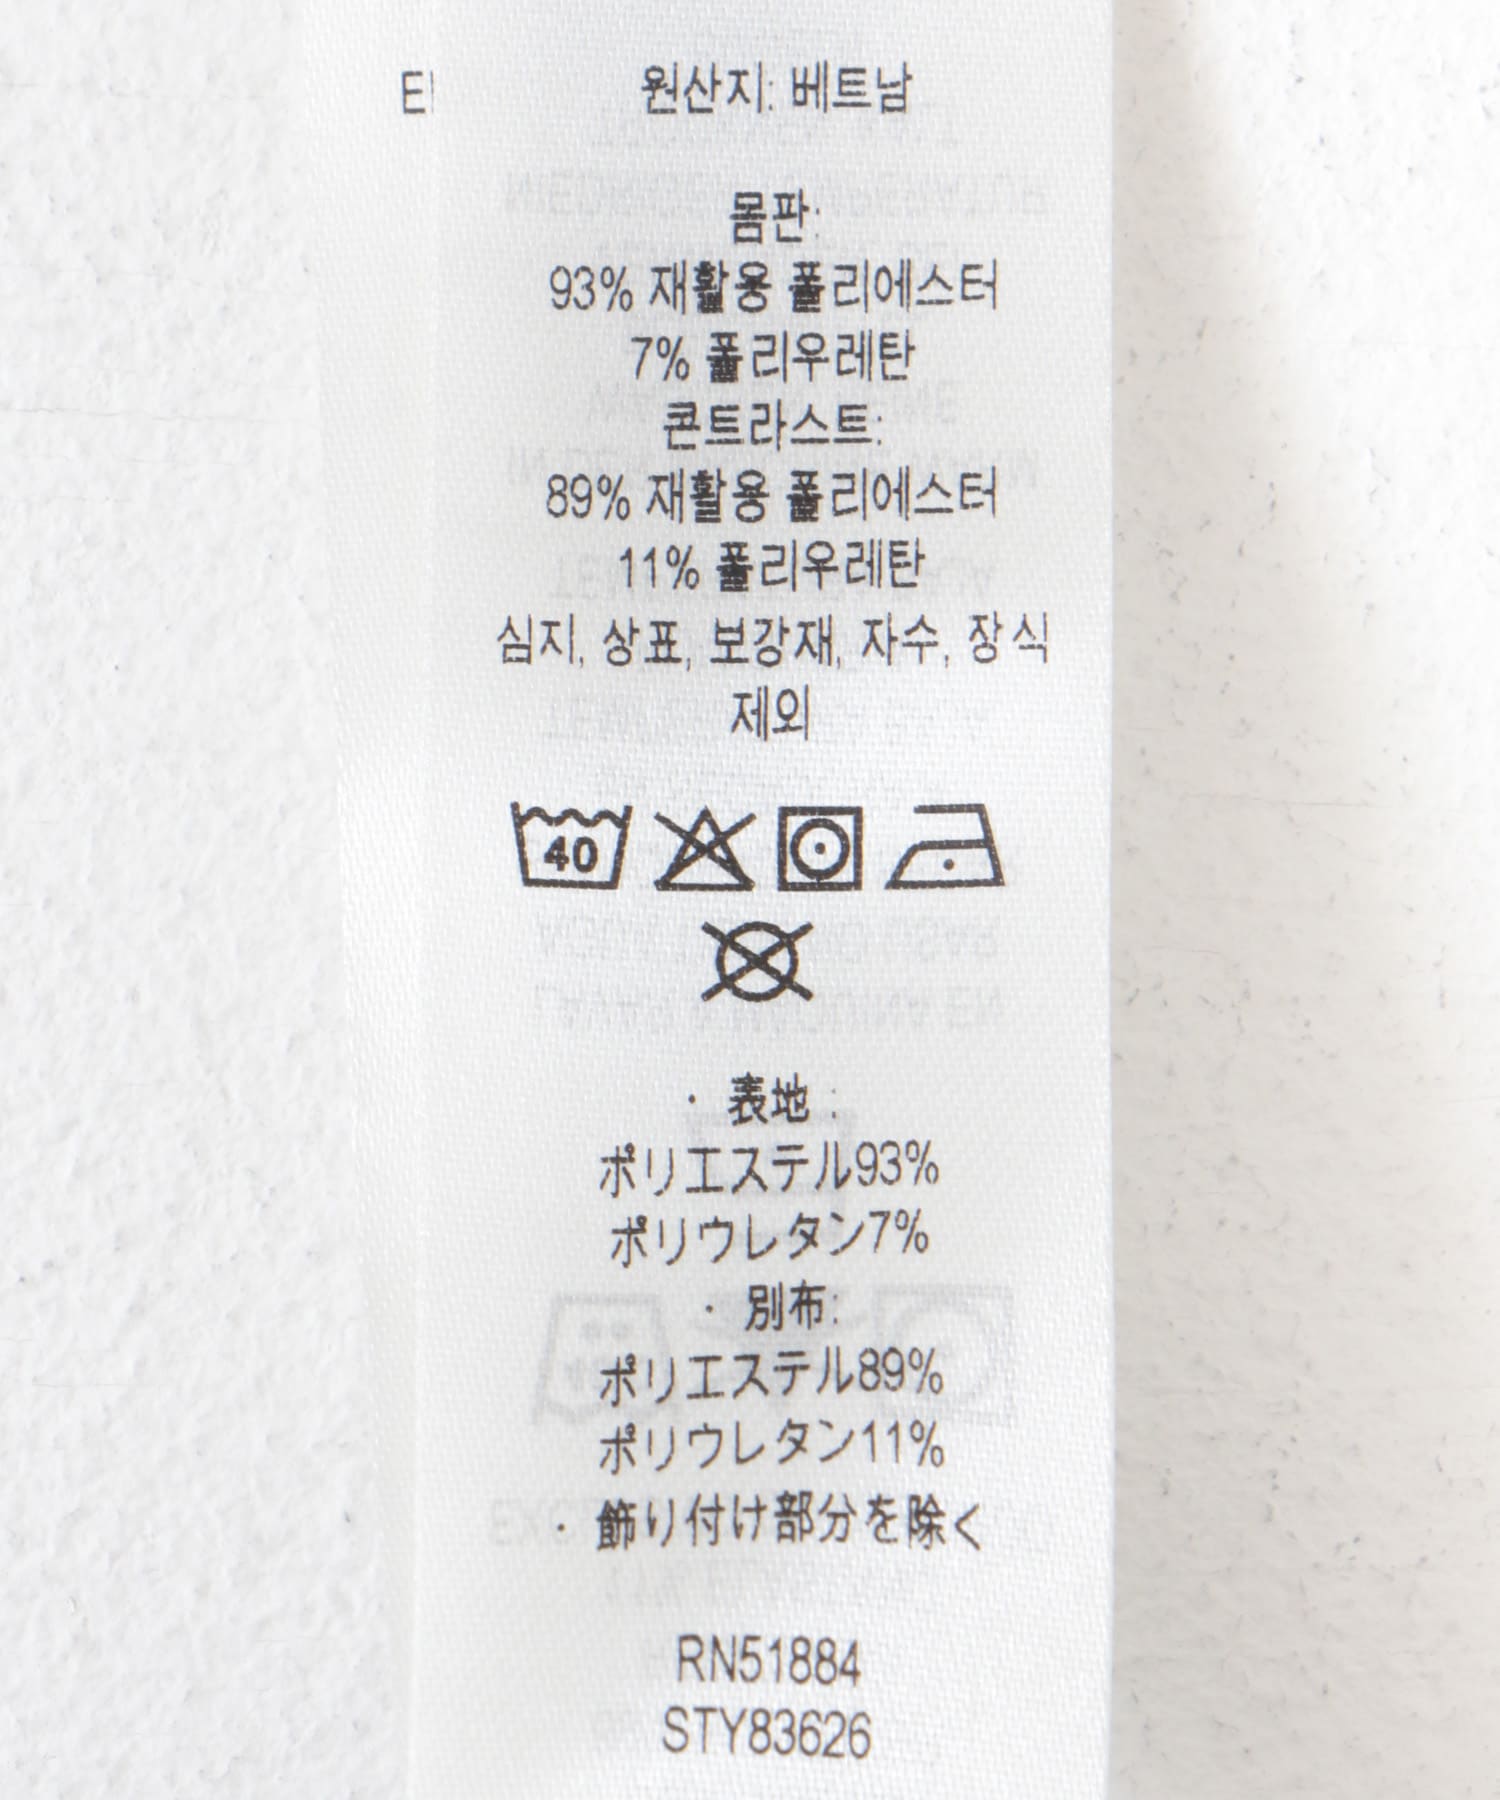 원산지: 베트남
몸판:
93% 재활용 폴리에스터
7% 폴리우레탄
콘트라스트:
89% 재활용 폴리에스터
11% 폴리우레탄
심지, 상표, 보강재, 자수, 장식
제외
40
・ 表地 :
ポリエステル93%
ポリウレタン7%
・ 別布:
ポリエステル89%
ポリウレタン11%
・ 飾り付け部分を除く
RN51884
STY83626